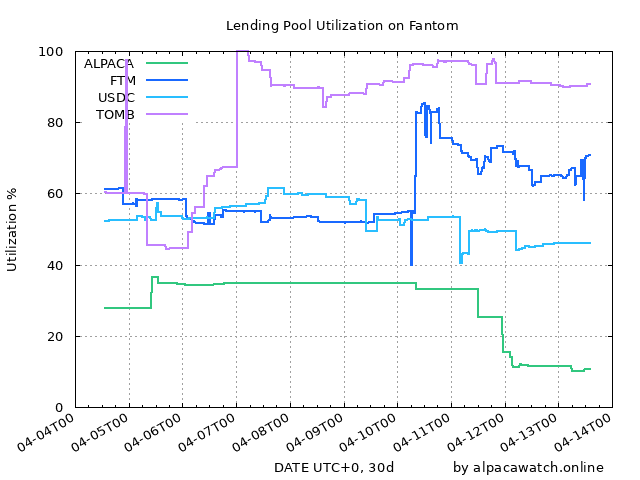 Lending Pool Utilization on Fantom
Utilization %
100
80
60
40
20
0
ALPACA
FTM
USDC
TOMB
04-04T00
04-05T00
04-06T00
04-07T00
04-08T00
04-09T00
04-10T00
04-11T00
04-12T00
04-13T00
04-14T00
DATE UTC+0, 30d
by alpacawatch.online